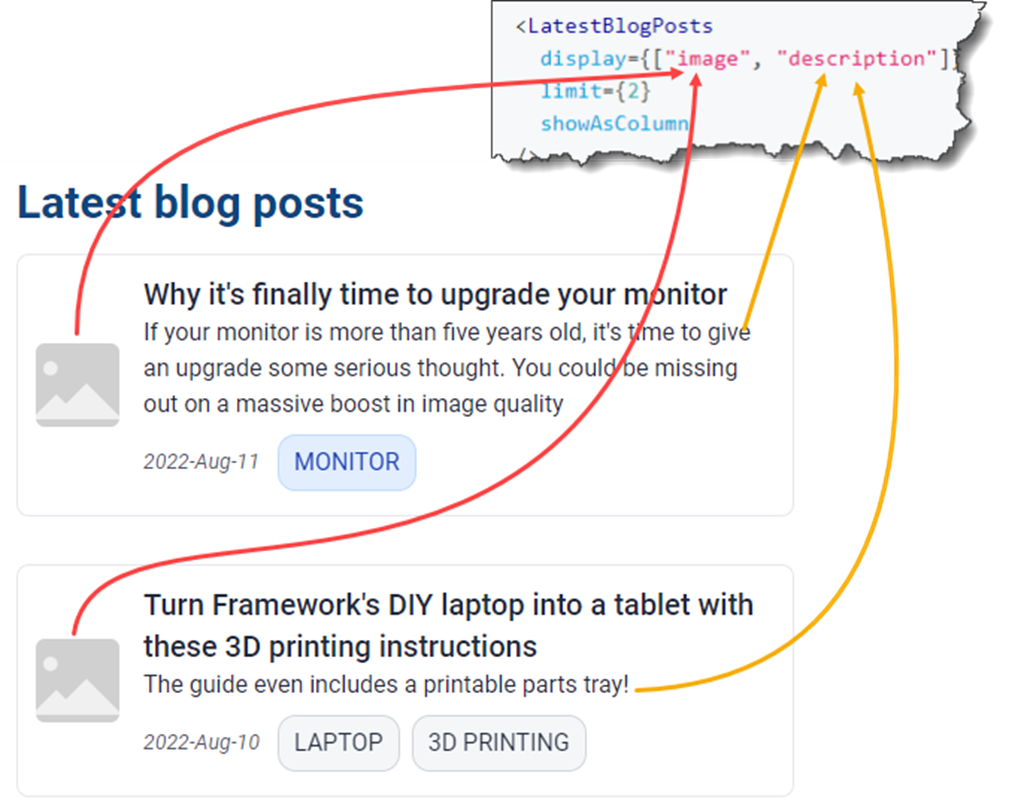 <LatestBlogPosts
display={["image", "description"]}
limit={2}
showAsColumn
/>
Latest blog posts
Why it's finally time to upgrade your monitor
If your monitor is more than five years old, it's time to give
an upgrade some serious thought. You could be missing
out on a massive boost in image quality
2022-Aug-11 MONITOR
Turn Framework's DIY laptop into a tablet with
these 3D printing instructions
The guide even includes a printable parts tray!
2022-Aug-10 LAPTOP 3D PRINTING